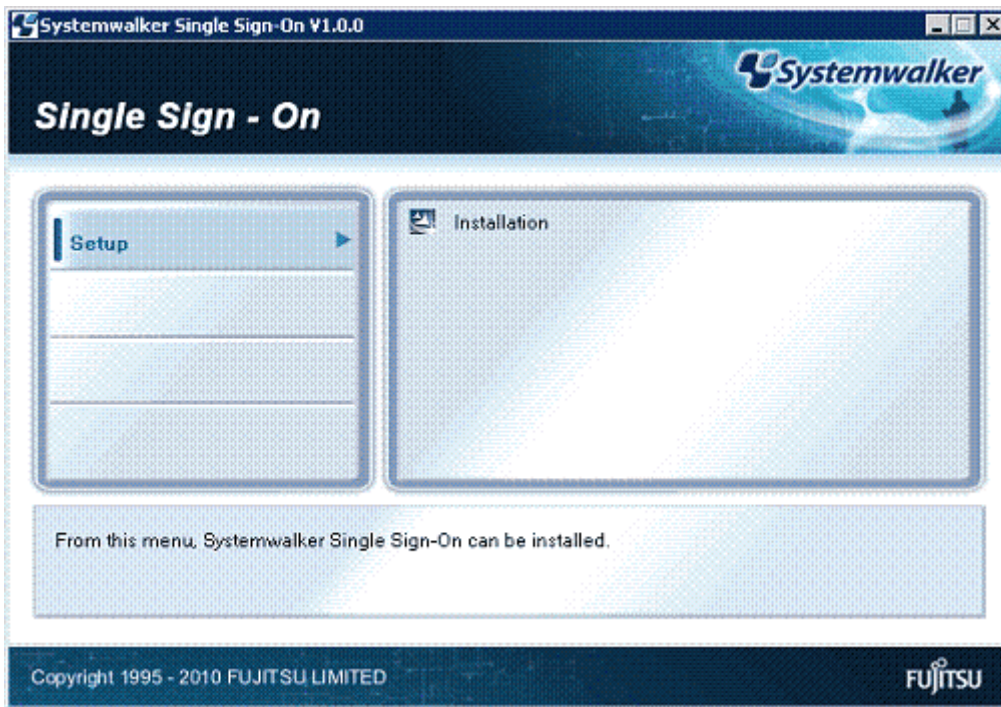 Systemwalker Single Sign-On V1.0.0
Systemwalker
Single Sign - On
Setup
Installation
From this menu, Systemwalker Single Sign-On can be installed.
Copyright 1995 - 2010 FUJITSU LIMITED
FUJITSU